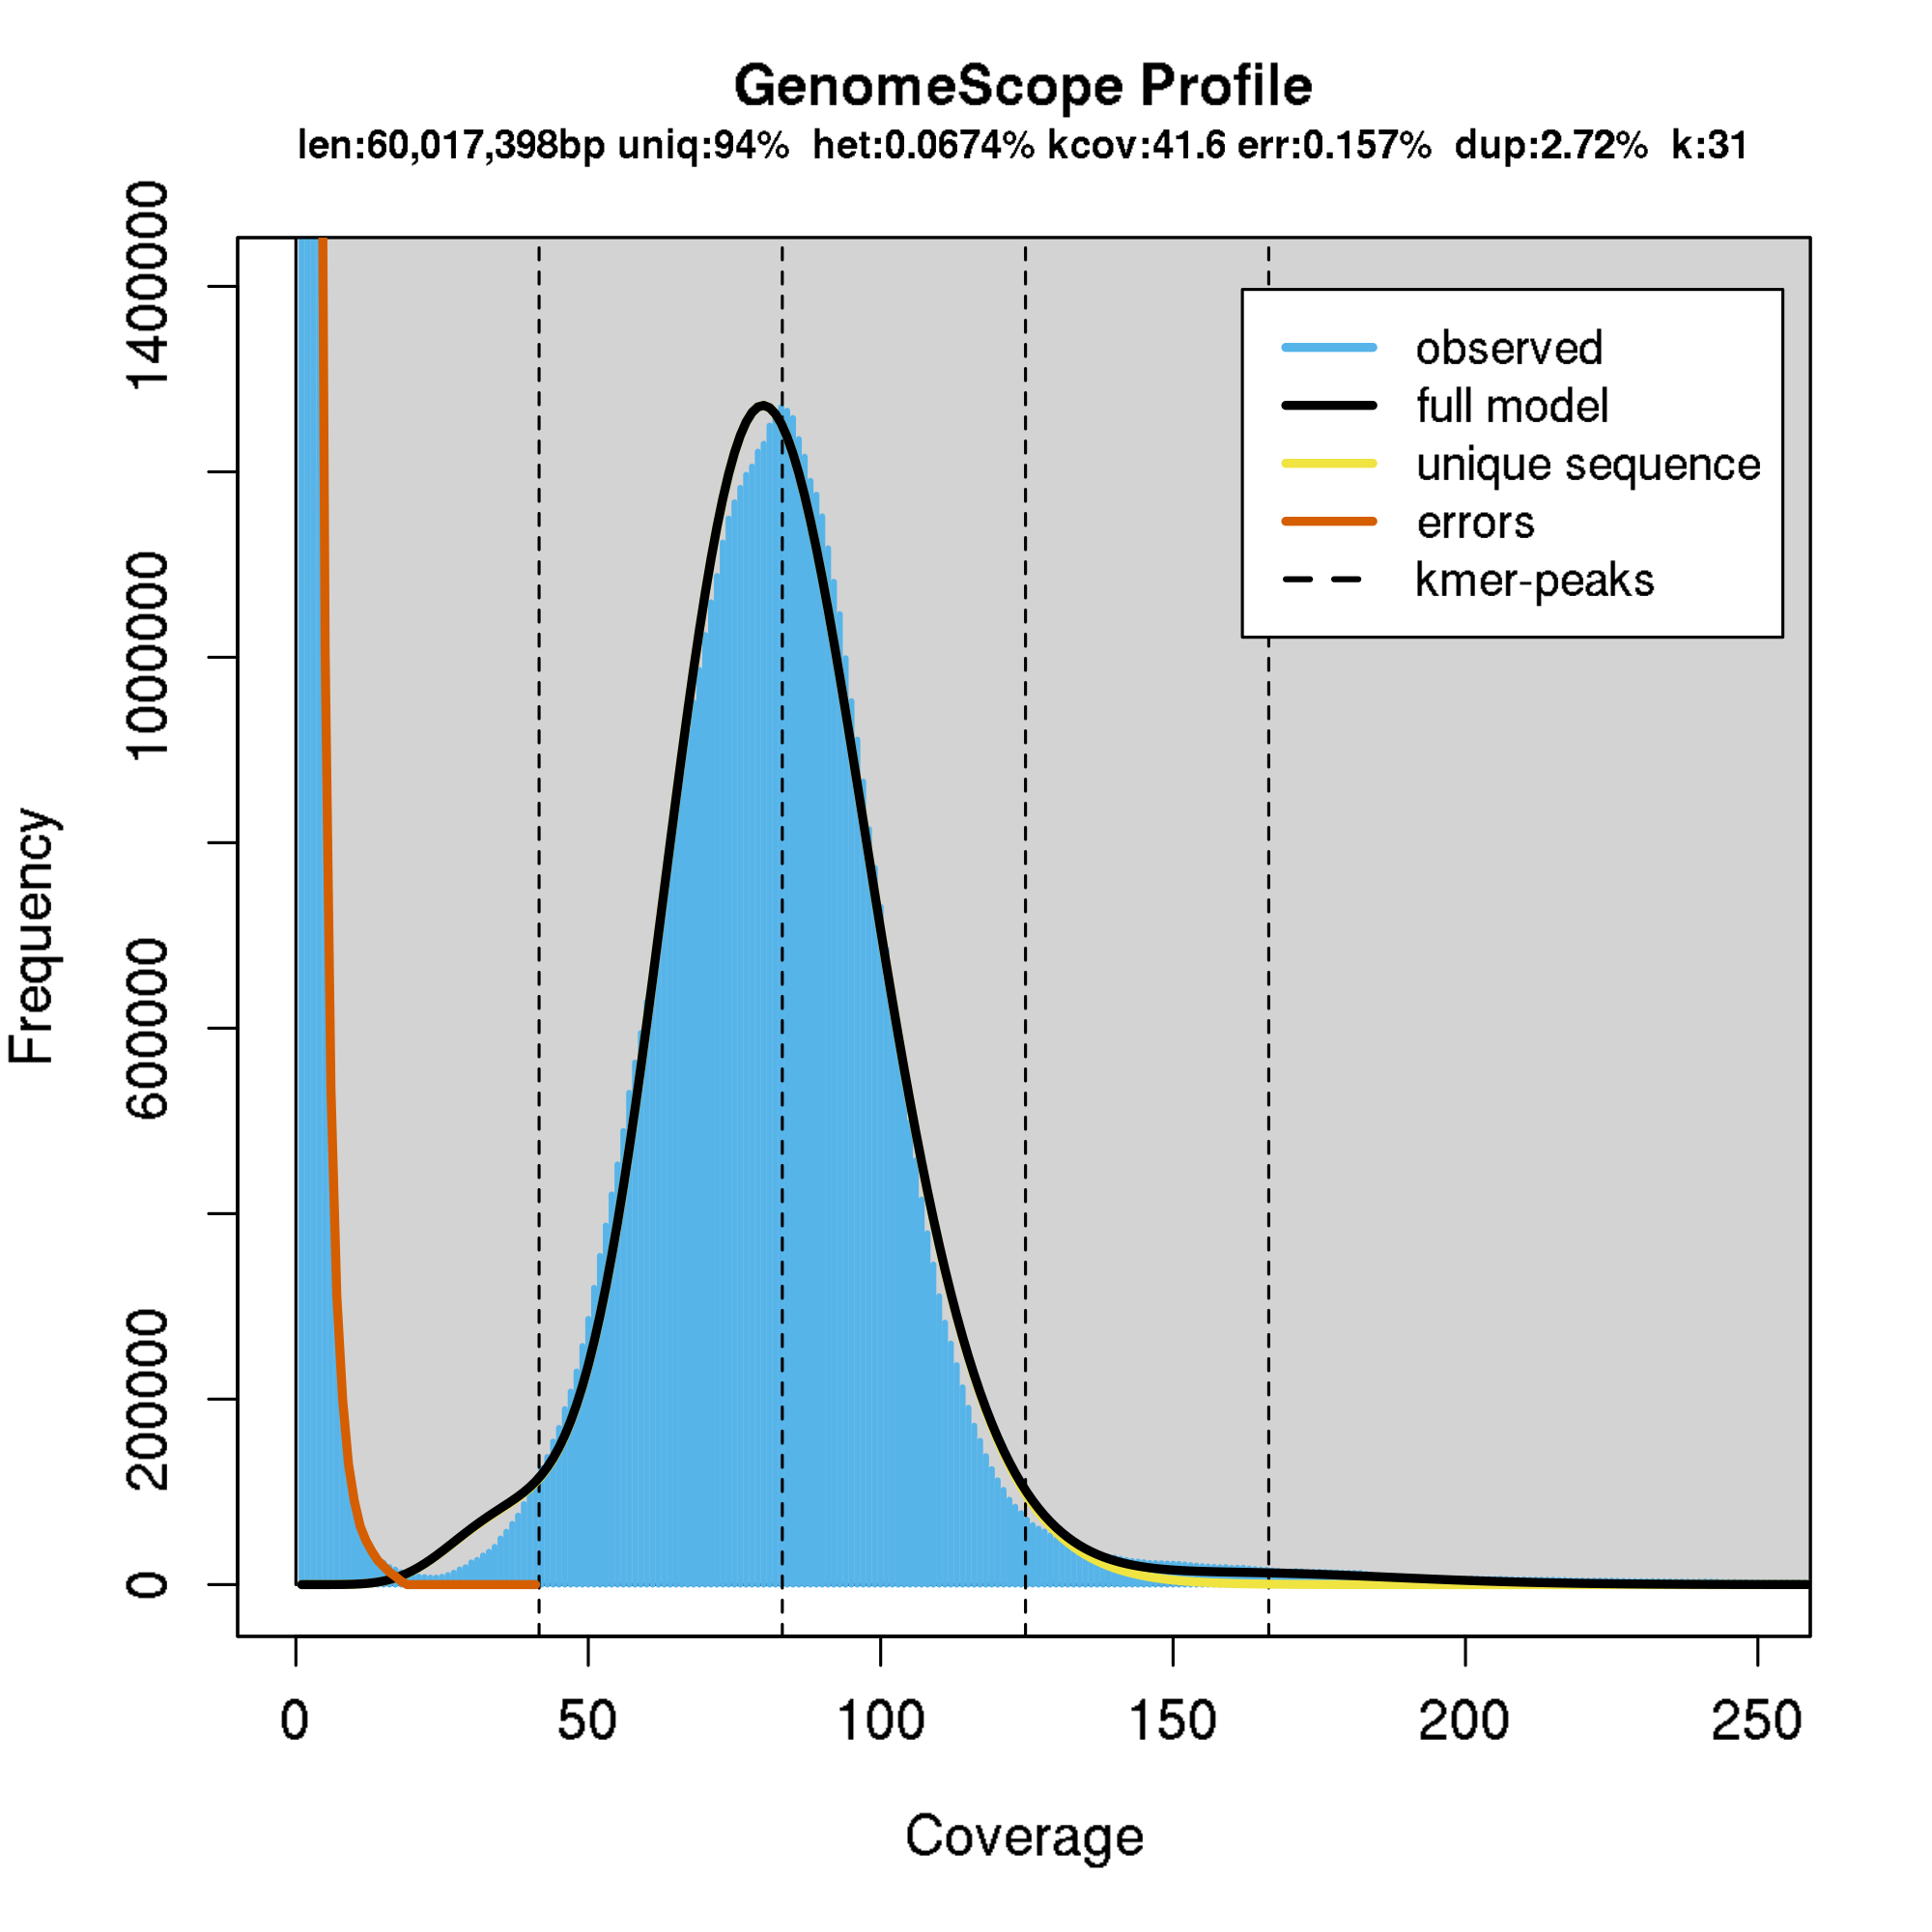 GenomeScope Profile
len:60,017,398bp uniq:94% het:0.0674% kcov:41.6 err:0.157% dup:2.72% k:31
1400000
1000000
600000
200000
0
Frequency
observed
full model
unique sequence
errors
kmer-peaks
0 50 100 150 200 250
Coverage